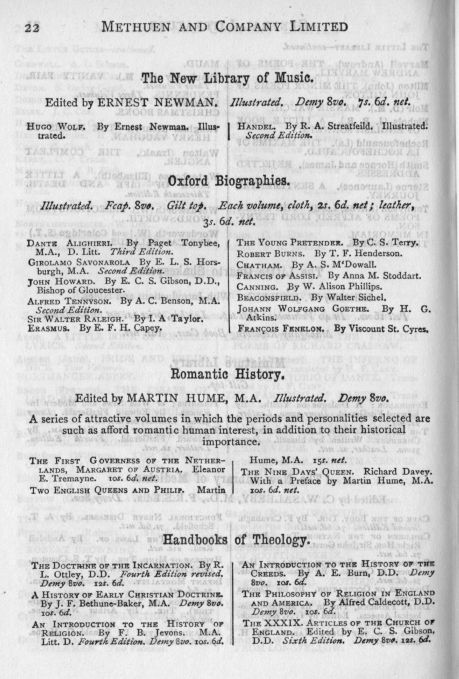 22 METHUEN AND COMPANY LIMITED
The New Library of Music.
Edited by ERNEST NEWMAN. Illustrated. Demy 8vo. 7s. 6d. net.
HUGO WOLF. By Ernest Newman. Illus-
trated.
HANDEL. By R. A. Streatfeild. Illustrated.
Second Edition.
Oxford Biographies.
Illustrated. Fcap. 8vo. Gilt top. Each volume, cloth, 2s. 6d. net; leather,
3s. 6d. net.
DANTE ALIGHIERI. By Paget Toynbee,
M.A., D. Litt. Third Edition.
GIROLAMO SAVONAROLA By E. L. S. Hors-
burgh, M.A. Second Edition.
JOHN HOWARD. By E. C. S. Gibson, D.D.,
Bishop of Gloucester.
ALFRED TENNYSON. By A. C. Benson, M.A.
Second Edition.
SIR WALTER RALEIGH. By I. A Taylor.
ERASMUS. By E. F. H. Capey.
THE YOUNG PRETENDER. By C. S. Terry.
ROBERT BURNS. By T. F. Henderson.
CHATHAM. By A. S. M'Dowall.
FRANCIS OF ASSISI. By Anna M. Stoddart.
CANNING. By W. Alison Phillips.
BEACONSFIELD. By Walter Sichel.
JOHANN WOLFGANG GOETHE. By H. G.
Atkins.
FRANÇOIS FENELON. By Viscount St. Cyres.
Romantic History.
Edited by MARTIN HUME, M.A. Illustrated. Demy 8vo.
A series of attractive volumes in which the periods and personalities selected are
such as afford romantic human interest, in addition to their historical
importance.
THE FIRST GOVERNESS OF THE NETHER-
LANDS, MARGARET OF AUSTRIA. Eleanor
E. Tremayne. 10s. 6d. net.
TWO ENGLISH QUEENS AND PHILIP. Martin
Hume, M.A. 15s. net.
THE NINE DAYS' QUEEN. Richard Davey.
With a Preface by Martin Hume, M.A.
10s. 6d. net.
Handbooks of Theology.
THE DOCTRINE OF THE INCARNATION. By R.
L. Ottley, D.D. Fourth Edition revised.
Demy 8vo. 12s. 6d.
A HISTORY OF EARLY CHRISTIAN DOCTRINE.
By J. F. Bethune-Baker, M.A. Demy 8vo.
10s. 6d.
AN INTRODUCTION TO THE HISTORY OF
RELIGION. By F. B. Jevons. M.A.
Litt. D. Fourth Edition. Demy 8vo. 10s. 6d.
AN INTRODUCTION TO THE HISTORY OF THE
CREEDS. By A. E. Burn, D.D. Demy
8vo. 10s. 6d.
THE PHILOSOPHY OF RELIGION IN ENGLAND
AND AMERICA. By Alfred Caldecott, D.D.
Demy 8vo. 10s. 6d.
THE XXXIX. ARTICLES OF THE CHURCH OF
ENGLAND. Edited by E. C. S. Gibson,
D.D. Sixth Edition. Demy 8vo. 12s. 6d.